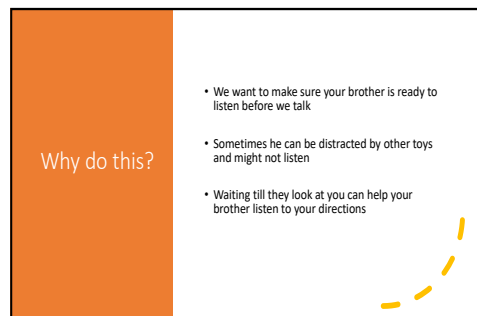 Why do this?
• We want to make sure your brother is ready to
listen before we talk
• Sometimes he can be distracted by other toys
and might not listen
• Waiting till they look at you can help your
brother listen to your directions